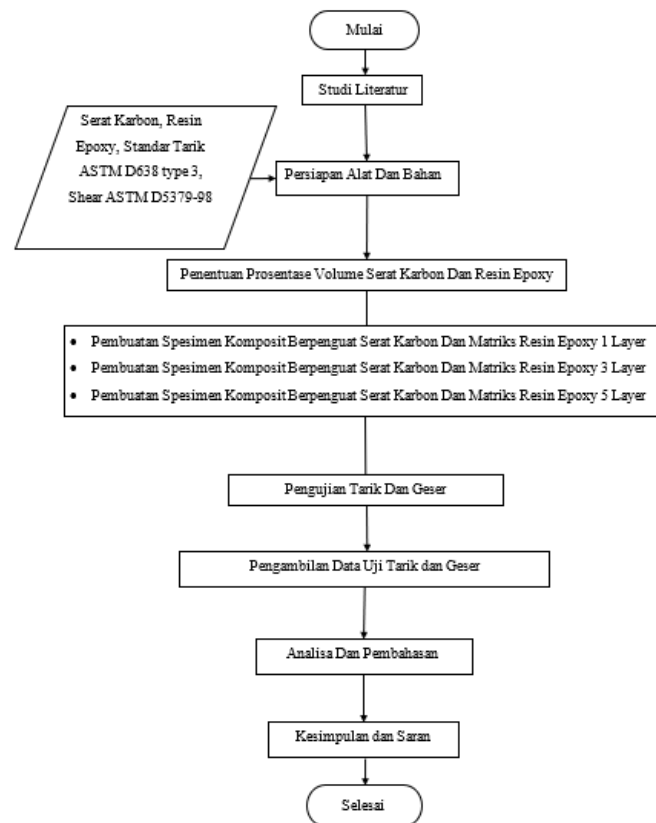 Mulai
Studi Literatur
Serat Karbon, Resin
Epoxy, Standar Tarik
ASTM D638 type 3,
Shear ASTM D5379-98
Persiapan Alat Dan Bahan
Penentuan Prosentase Volume Serat Karbon Dan Resin Epoxy
• Pembuatan Spesimen Komposit Berpenguat Serat Karbon Dan Matriks Resin Epoxy 1 Layer
• Pembuatan Spesimen Komposit Berpenguat Serat Karbon Dan Matriks Resin Epoxy 3 Layer
• Pembuatan Spesimen Komposit Berpenguat Serat Karbon Dan Matriks Resin Epoxy 5 Layer
Pengujian Tarik Dan Geser
Pengambilan Data Uji Tarik dan Geser
Analisa Dan Pembahasan
Kesimpulan dan Saran
Selesai